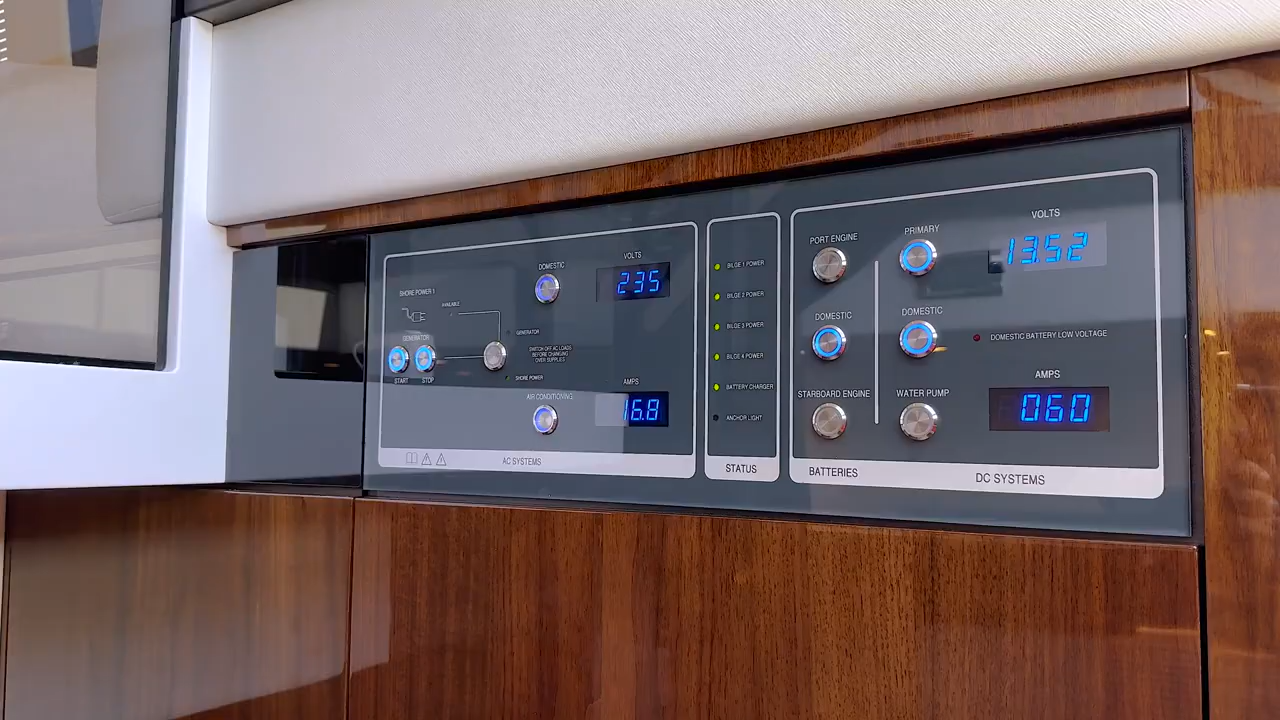 SHORE POWER 1
AVAILABLE
GENERATOR
START
STOP
GENERATOR
SWITCH OFF AC LOADS
BEFORE CHANGING
OVER SUPPLIES
SHORE POWER
DOMESTIC
AIR CONDITIONING
VOLTS
235
AMPS
16.8
AC SYSTEMS
BILGE 1 POWER
BILGE 2 POWER
BILGE 3 POWER
BILGE 4 POWER
BATTERY CHARGER
ANCHOR LIGHT
STATUS
PORT ENGINE
DOMESTIC
STARBOARD ENGINE
BATTERIES
PRIMARY
DOMESTIC
WATER PUMP
VOLTS
13.52
DOMESTIC BATTERY LOW VOLTAGE
AMPS
060
DC SYSTEMS